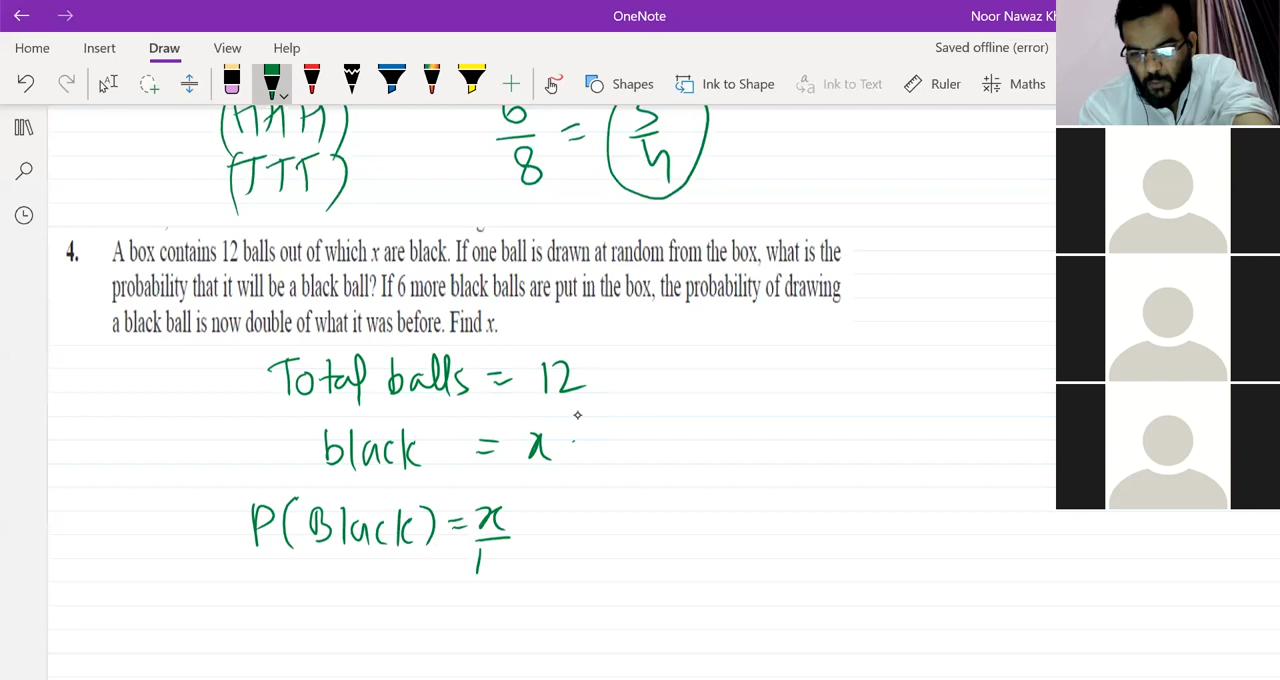 OneNote
Noor Nawaz Kh
Home Insert Draw View Help
Saved offline (error)
Shapes Ink to Shape Ink to Text Ruler Maths
(HHH)
(TTT)
6/8 = 3/4
4. A box contains 12 balls out of which x are black. If one ball is drawn at random from the box, what is the
probability that it will be a black ball? If 6 more black balls are put in the box, the probability of drawing
a black ball is now double of what it was before. Find x.
Total balls = 12
black = x
P(Black) = x/1